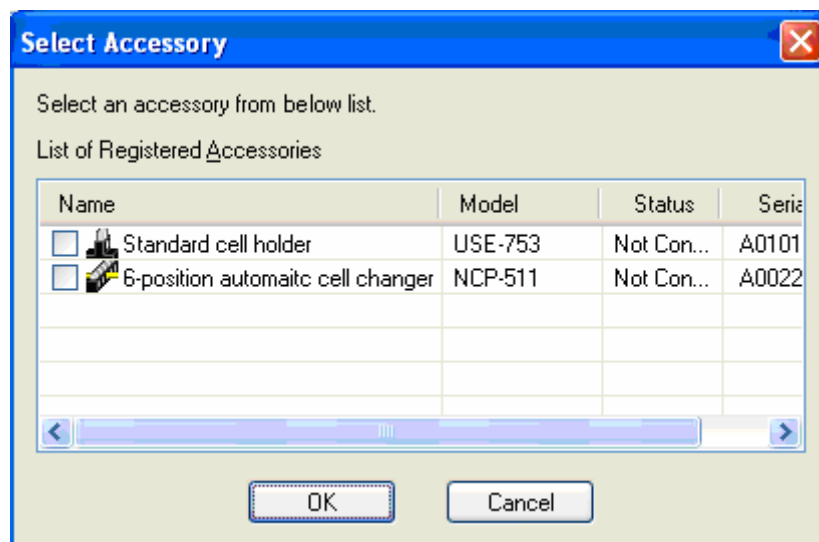 Select Accessory
Select an accessory from below list.
List of Registered Accessories
Name Model Status Seria
Standard cell holder USE-753 Not Con... A0101
6-position automaitc cell changer NCP-511 Not Con... A0022
OK Cancel